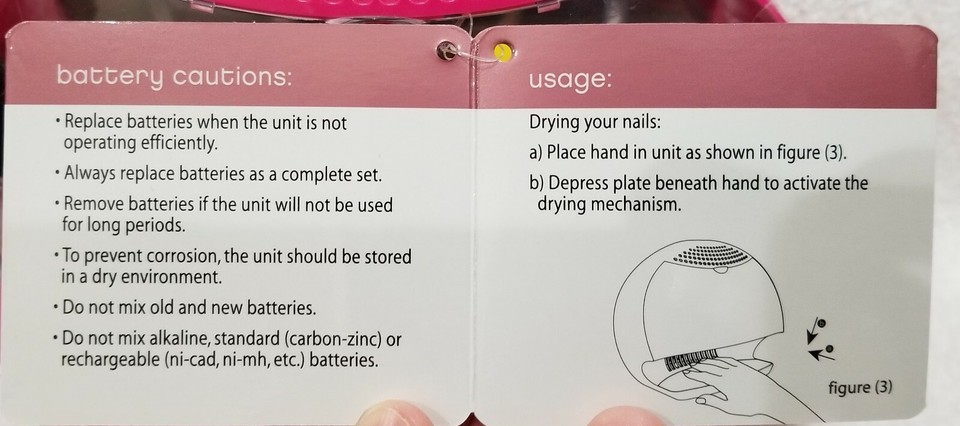 battery cautions:
• Replace batteries when the unit is not
operating efficiently.
• Always replace batteries as a complete set.
• Remove batteries if the unit will not be used
for long periods.
• To prevent corrosion, the unit should be stored
in a dry environment.
• Do not mix old and new batteries.
• Do not mix alkaline, standard (carbon-zinc) or
rechargeable (ni-cad, ni-mh, etc.) batteries.
usage:
Drying your nails:
a) Place hand in unit as shown in figure (3).
b) Depress plate beneath hand to activate the
drying mechanism.
figure (3)